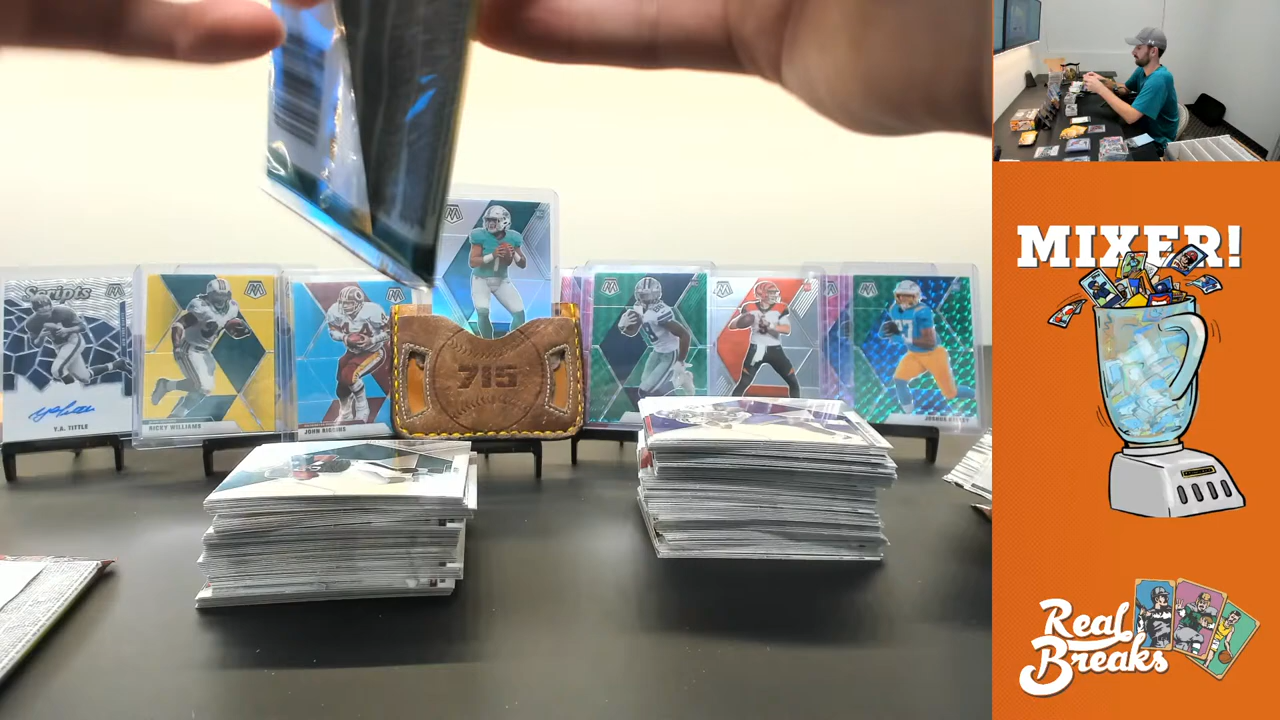 Scripts
Y.A. TITTLE
RICKY WILLIAMS
JOHN RIGGINS
715
MIXER!
Real
Breaks